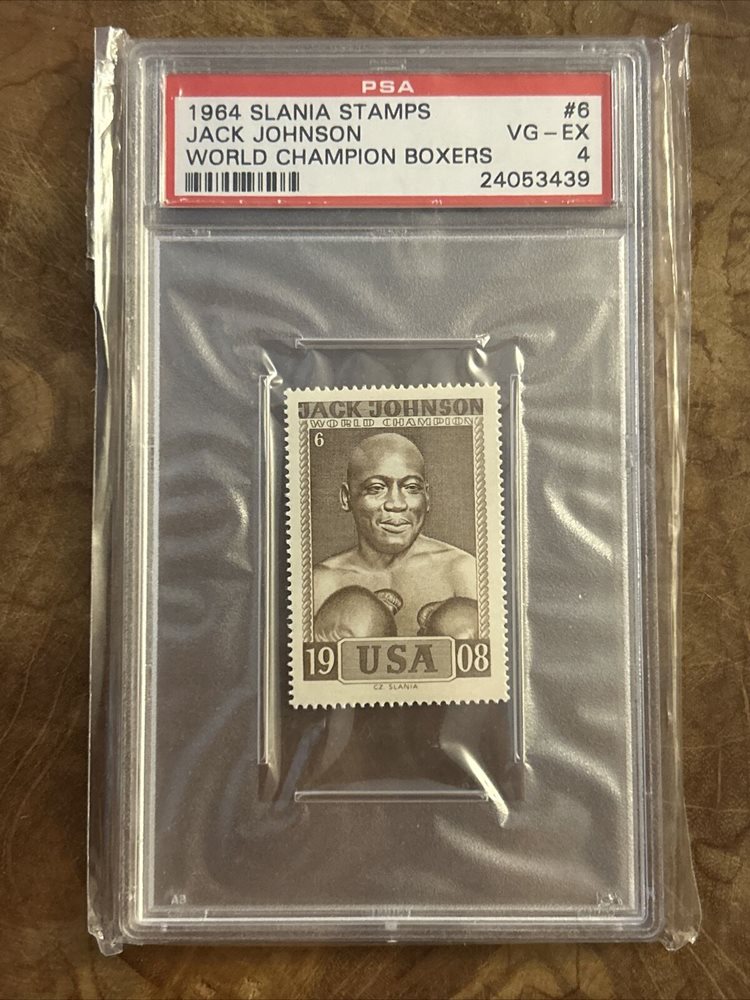 PSA
1964 SLANIA STAMPS #6
JACK JOHNSON VG-EX
WORLD CHAMPION BOXERS 4
24053439
JACK JOHNSON
WORLD CHAMPION
6
19 USA 08
CZ. SLANIA
AB